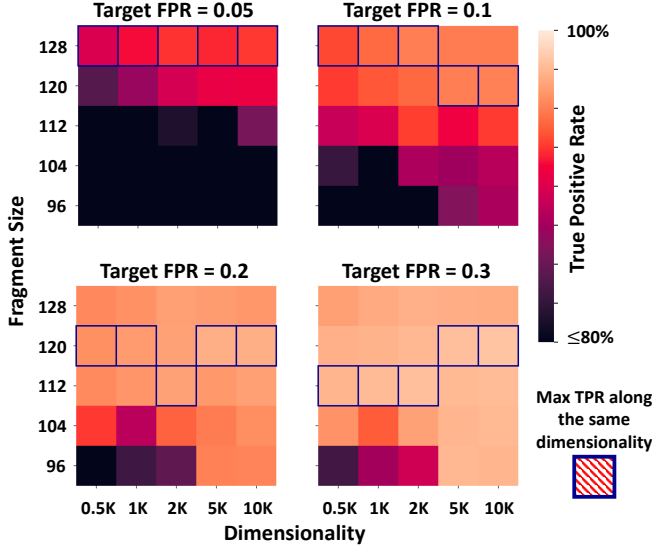 Target FPR = 0.05
Target FPR = 0.1
128
120
112
104
96
100%
True Positive Rate
≤80%
Fragment Size
Target FPR = 0.2
Target FPR = 0.3
128
120
112
104
96
0.5K 1K 2K 5K 10K
0.5K 1K 2K 5K 10K
Dimensionality
Max TPR along
the same
dimensionality